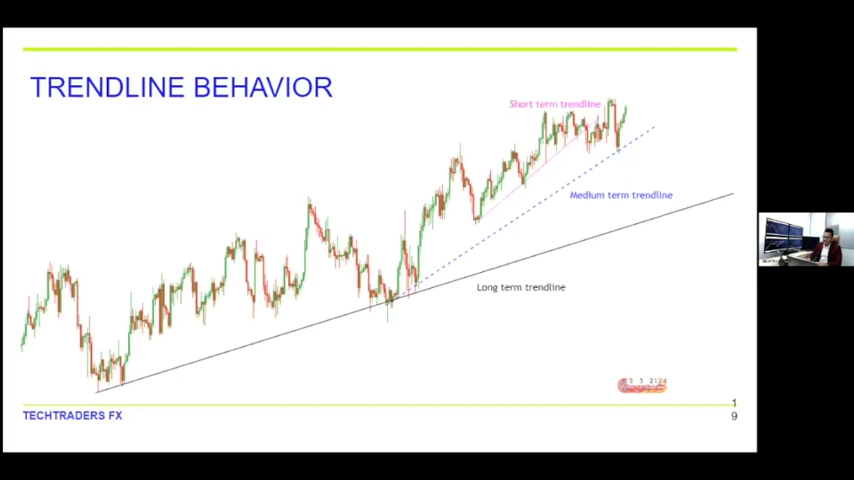 TRENDLINE BEHAVIOR
Short term trendline
Medium term trendline
Long term trendline
1
TECHTRADERS FX
9